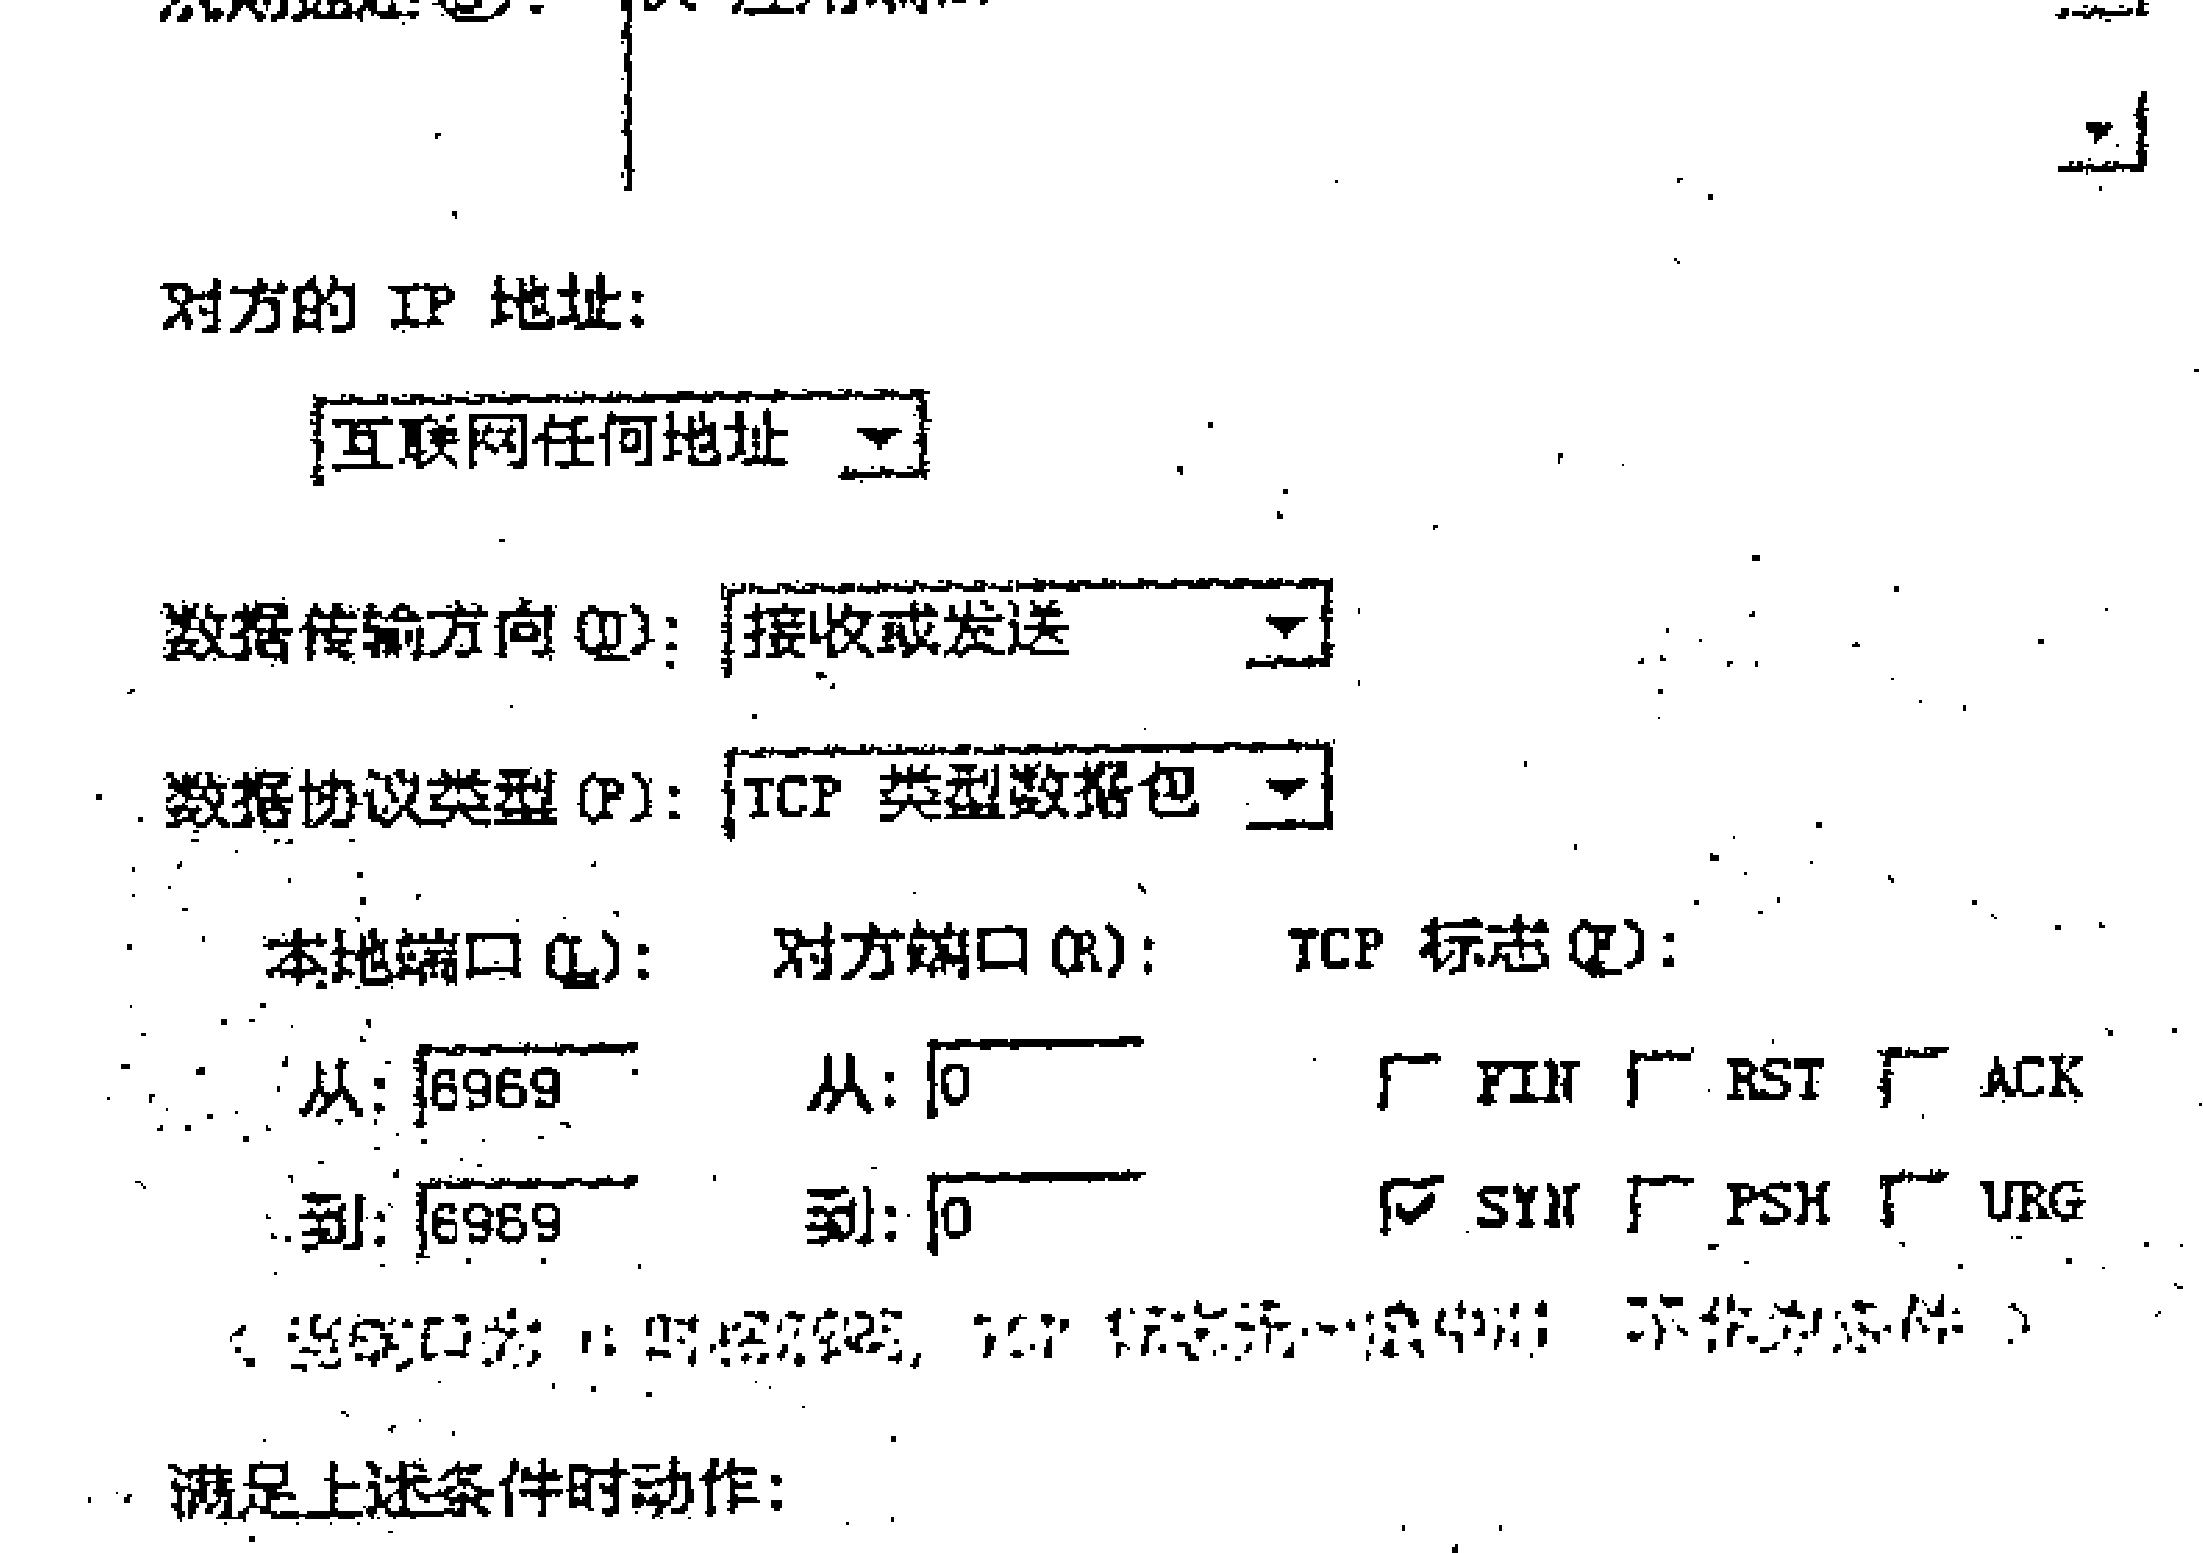 对方的 IP 地址:
互联网任何地址
数据传输方向(D): 接收或发送
数据协议类型(P): TCP 类型数据包
本地端口(L): 对方端口(R): TCP 标志(F):
从: 6969 从: 0 FIN RST ACK
到: 6969 到: 0 SYN PSH URG
满足上述条件时动作: